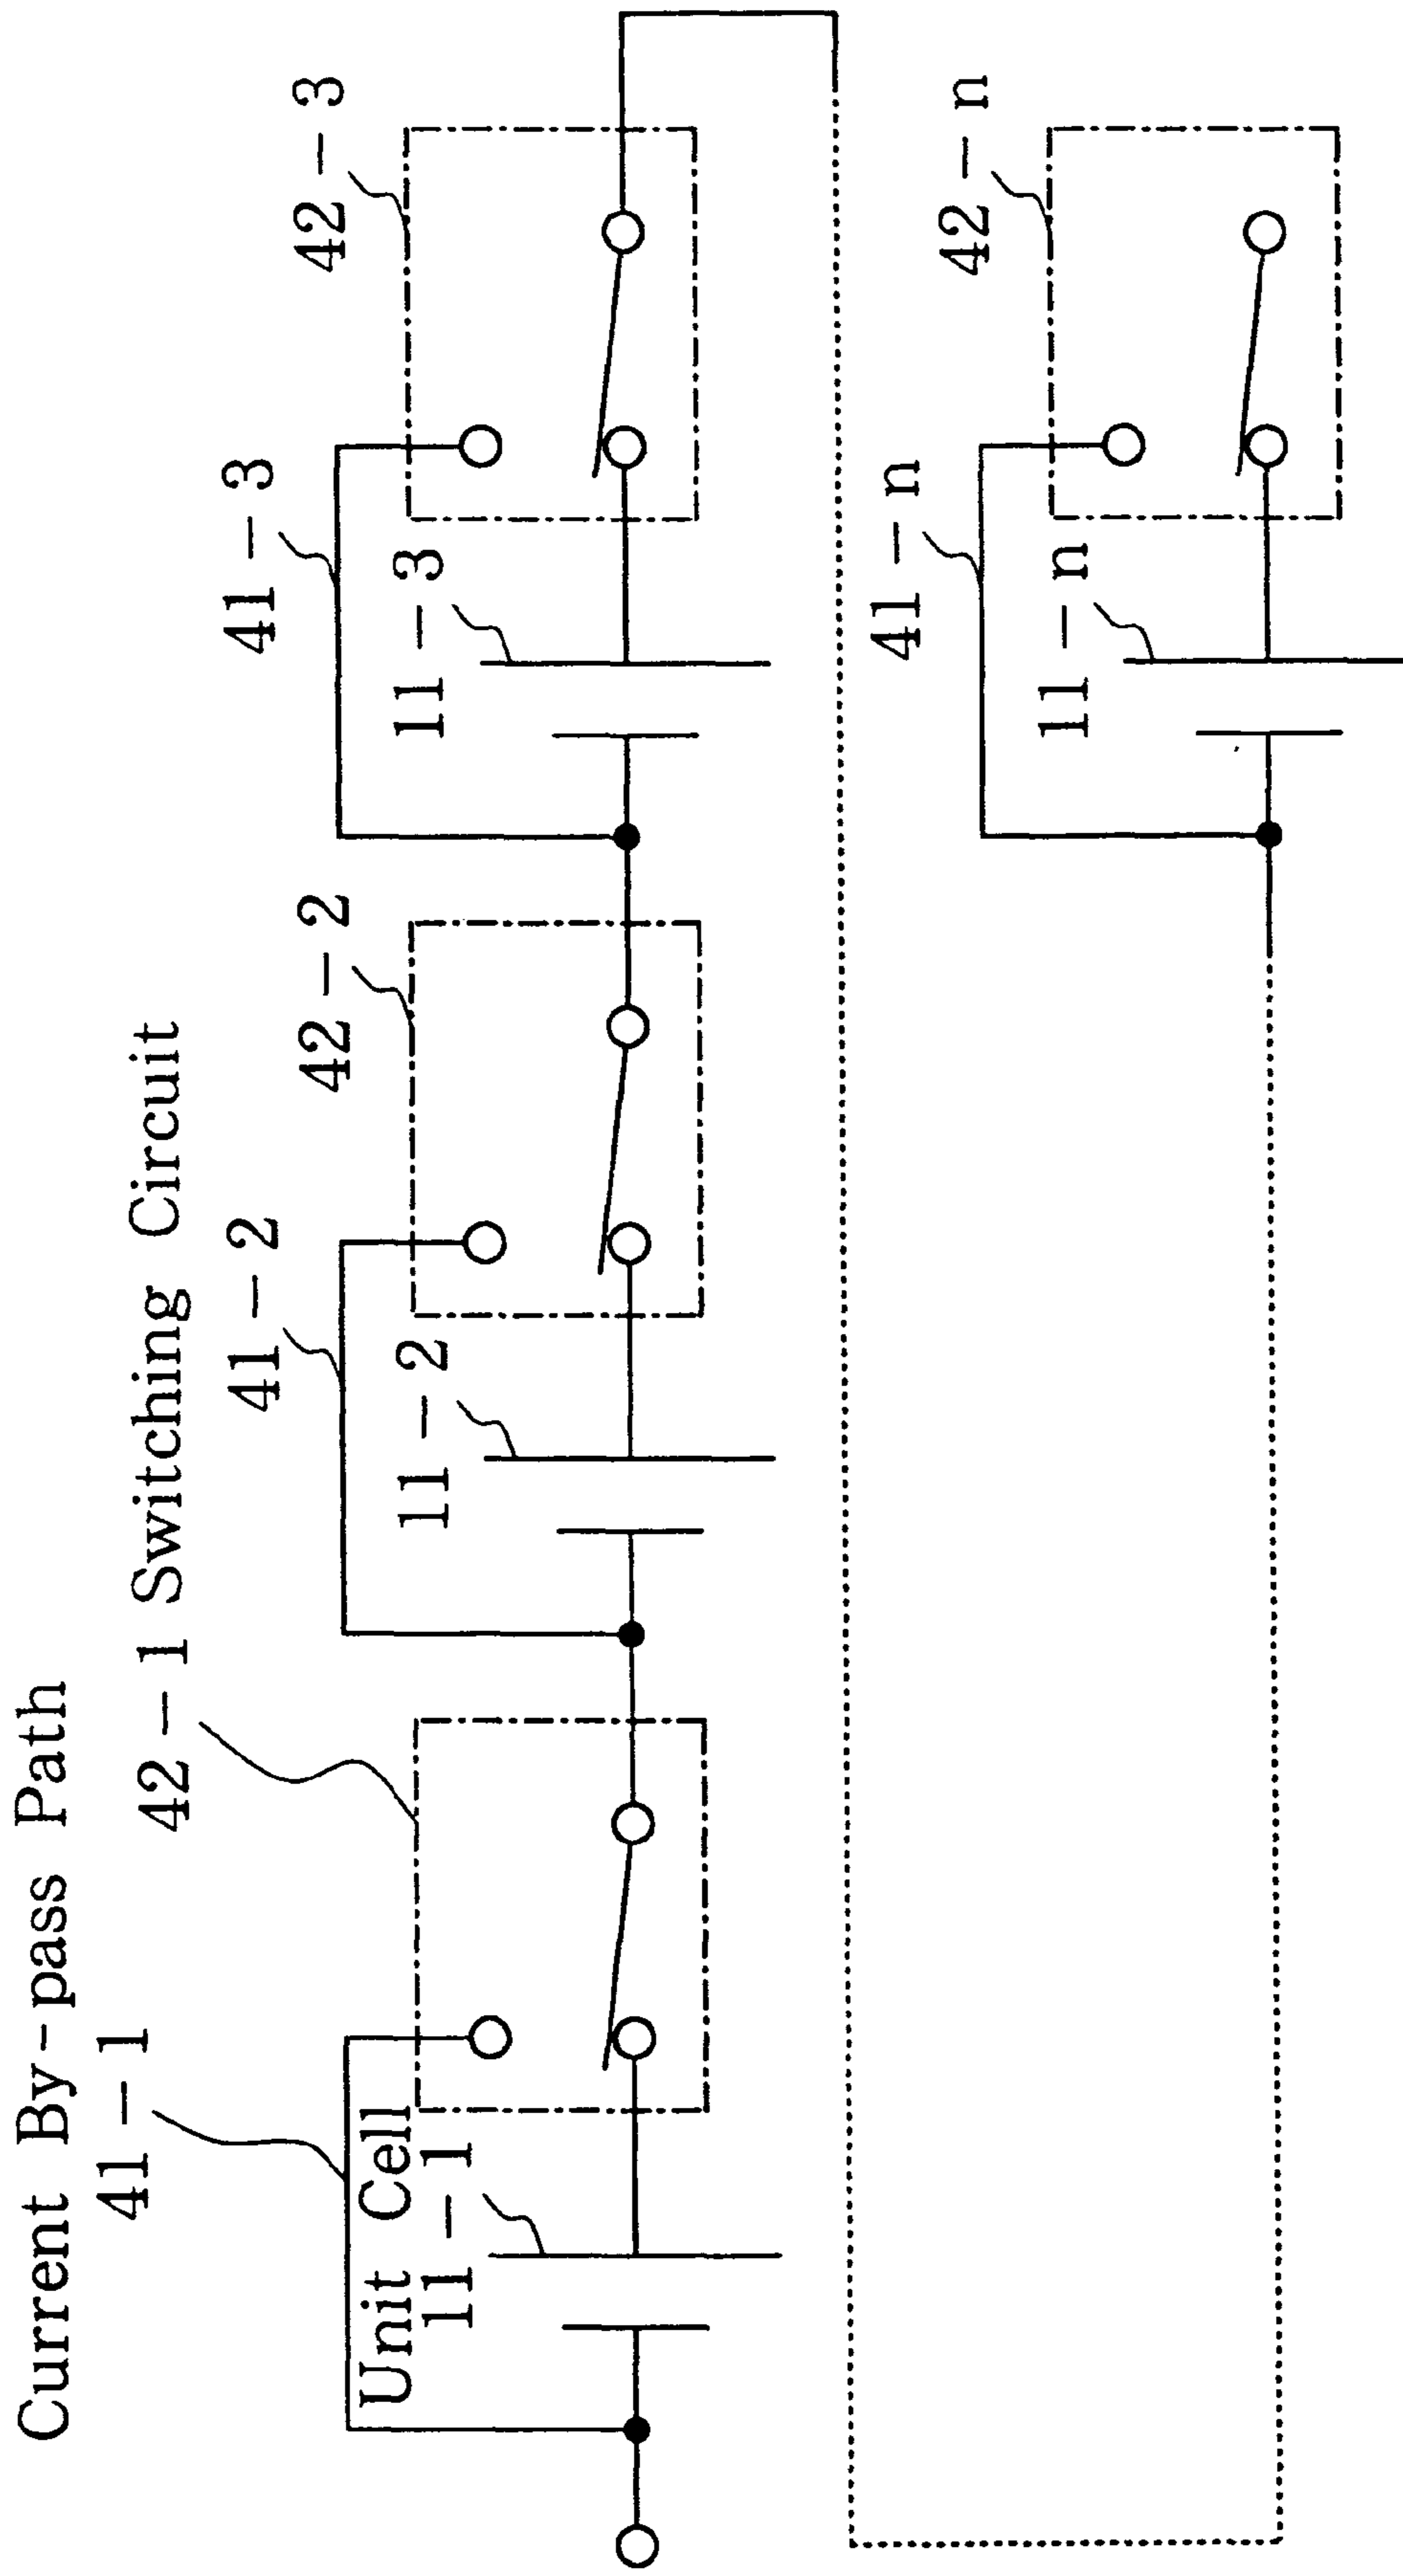 Current By-pass Path
41-1
42-1 Switching Circuit
Unit Cell
11-1
41-2
42-2
11-2
41-3
42-3
11-3
41-n
42-n
11-n